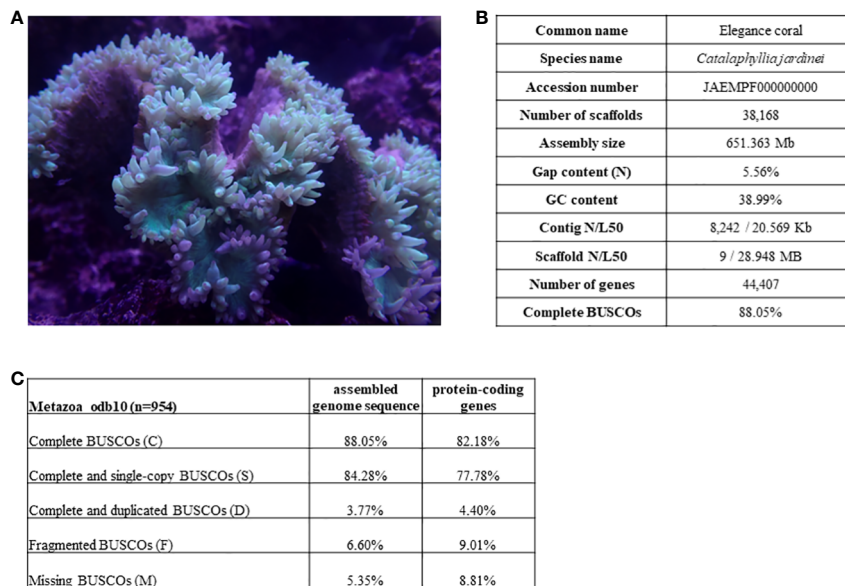 A
B
Common name Elegance coral
Species name Catalaphyllia jardinei
Accession number JAEMPF000000000
Number of scaffolds 38,168
Assembly size 651.363 Mb
Gap content (N) 5.56%
GC content 38.99%
Contig N/L50 8,242 / 20.569 Kb
Scaffold N/L50 9 / 28.948 MB
Number of genes 44,407
Complete BUSCOs 88.05%
C
Metazoa odb10 (n=954) assembled genome sequence protein-coding genes
Complete BUSCOs (C) 88.05% 82.18%
Complete and single-copy BUSCOs (S) 84.28% 77.78%
Complete and duplicated BUSCOs (D) 3.77% 4.40%
Fragmented BUSCOs (F) 6.60% 9.01%
Missing BUSCOs (M) 5.35% 8.81%